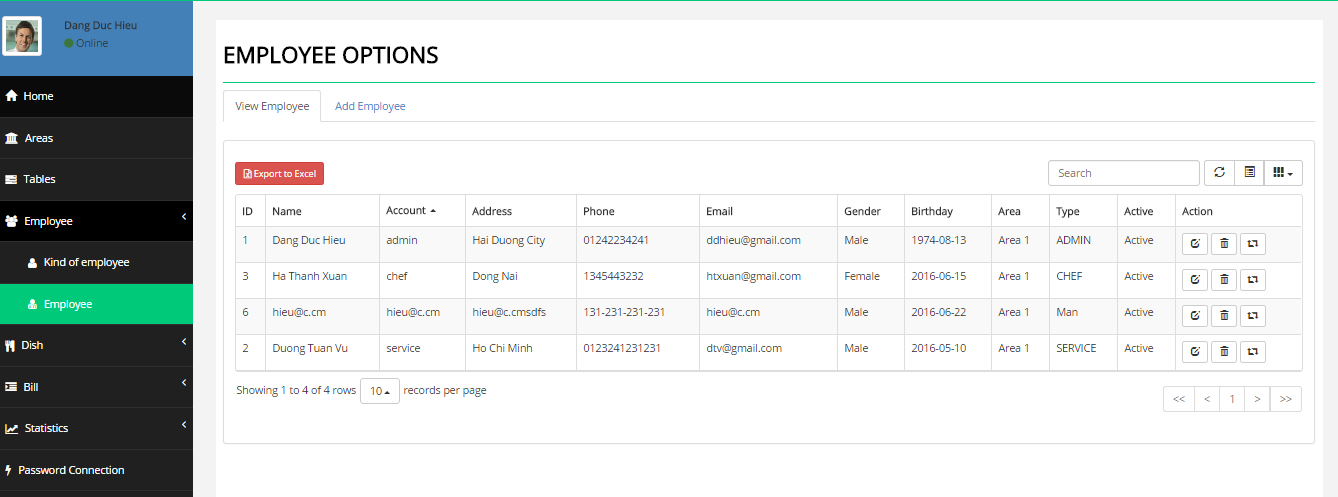 Dang Duc Hieu
Online
Home
Areas
Tables
Employee
Kind of employee
Employee
Dish
Bill
Statistics
Password Connection
EMPLOYEE OPTIONS
View Employee Add Employee
Export to Excel Search
ID Name Account Address Phone Email Gender Birthday Area Type Active Action
1 Dang Duc Hieu admin Hai Duong City 01242234241 ddhieu@gmail.com Male 1974-08-13 Area 1 ADMIN Active
3 Ha Thanh Xuan chef Dong Nai 1345443232 htxuan@gmail.com Female 2016-06-15 Area 1 CHEF Active
6 hieu@c.cm hieu@c.cm hieu@c.cmsdfs 131-231-231-231 hieu@c.cm Male 2016-06-22 Area 1 Man Active
2 Duong Tuan Vu service Ho Chi Minh 0123241231231 dtv@gmail.com Male 2016-05-10 Area 1 SERVICE Active
Showing 1 to 4 of 4 rows 10 records per page
<< < 1 > >>